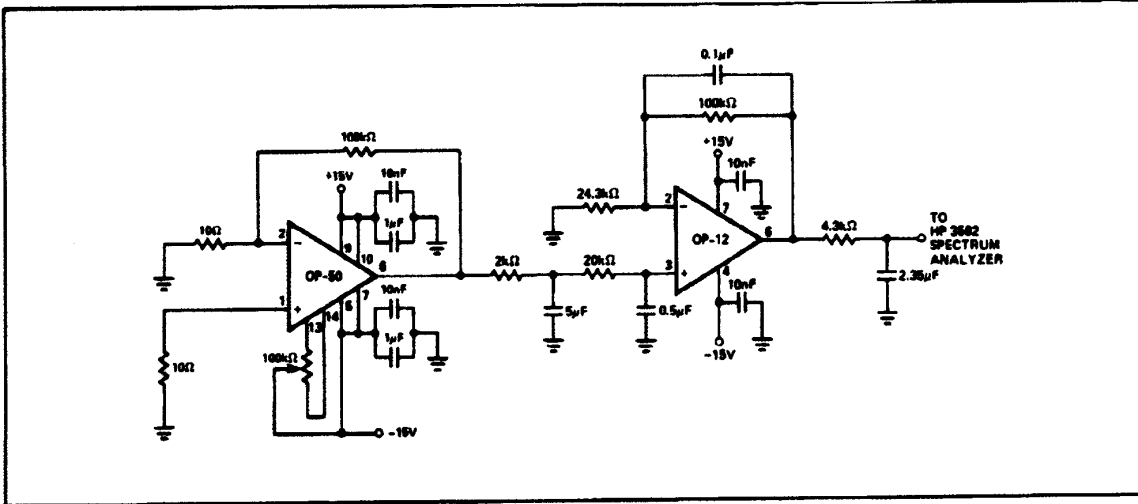 0.1µF
100kΩ
100kΩ
+15V
10nF
1µF
+15V
10nF
24.3kΩ
2
7
OP-12
6
3
4
4.3kΩ
TO
HP 3582
SPECTRUM
ANALYZER
2.35µF
10Ω
2
9
10
OP-50
6
7
1
5
14
13
2kΩ
20kΩ
10nF
1µF
5µF
0.5µF
10nF
-15V
10Ω
100kΩ
-15V